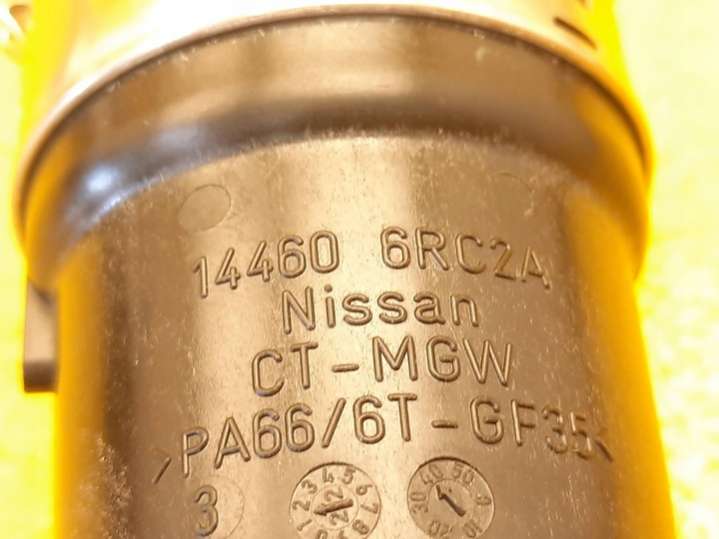 14460 6RC2A
Nissan
CT-MGW
>PA66/6T-GF35<
3